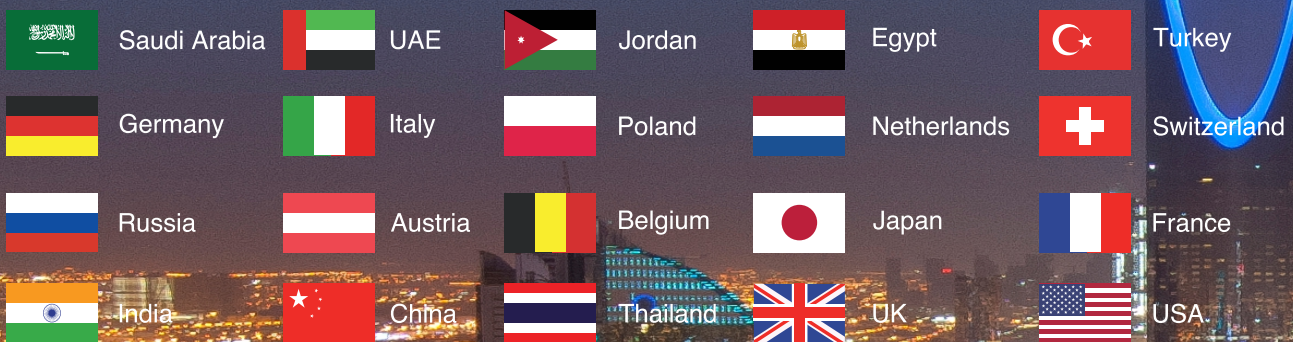 Saudi Arabia
UAE
Jordan
Egypt
Turkey
Germany
Italy
Poland
Netherlands
Switzerland
Russia
Austria
Belgium
Japan
France
India
China
Thailand
UK
USA